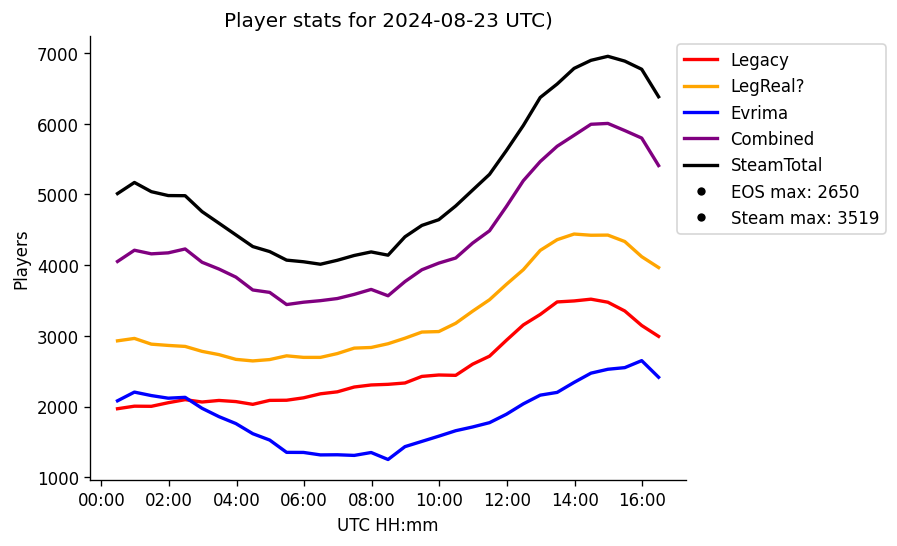 Player stats for 2024-08-23 UTC)
7000
6000
5000
4000
3000
2000
1000
Players
00:00 02:00 04:00 06:00 08:00 10:00 12:00 14:00 16:00
UTC HH:mm
Legacy
LegReal?
Evrima
Combined
SteamTotal
EOS max: 2650
Steam max: 3519